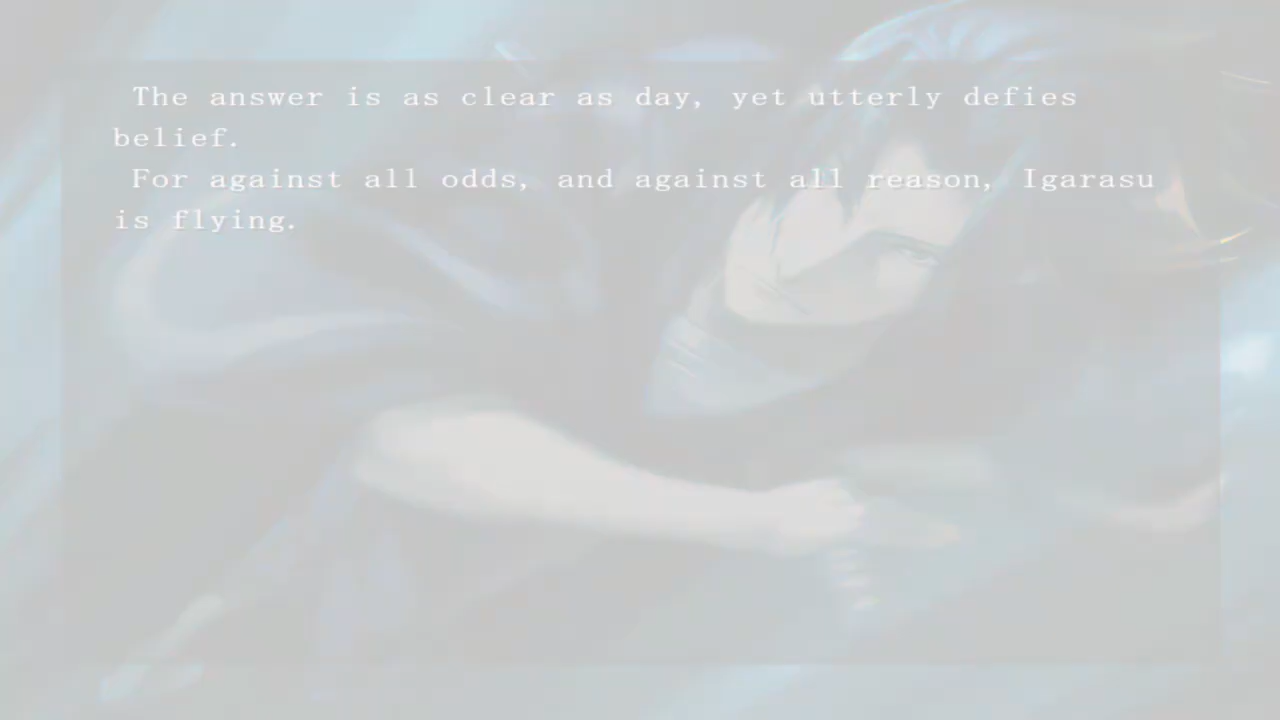 The answer is as clear as day, yet utterly defies
belief.
For against all odds, and against all reason, Igarasu
is flying.